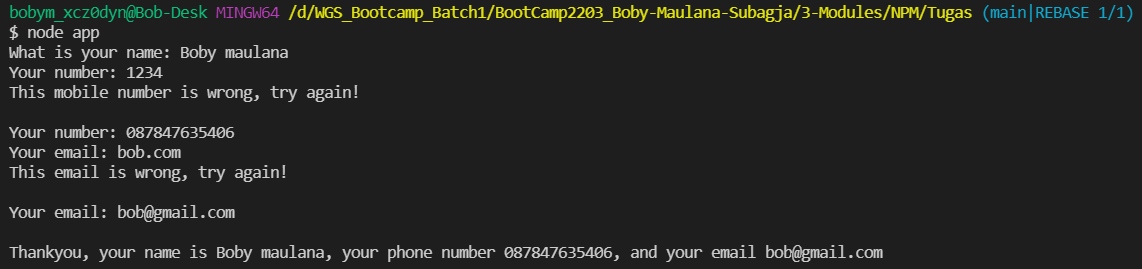 bobym_xcz0dyn@Bob-Desk MINGW64 /d/WGS_Bootcamp_Batch1/BootCamp2203_Boby-Maulana-Subagja/3-Modules/NPM/Tugas (main|REBASE 1/1)
$ node app
What is your name: Boby maulana
Your number: 1234
This mobile number is wrong, try again!
Your number: 087847635406
Your email: bob.com
This email is wrong, try again!
Your email: bob@gmail.com
Thankyou, your name is Boby maulana, your phone number 087847635406, and your email bob@gmail.com